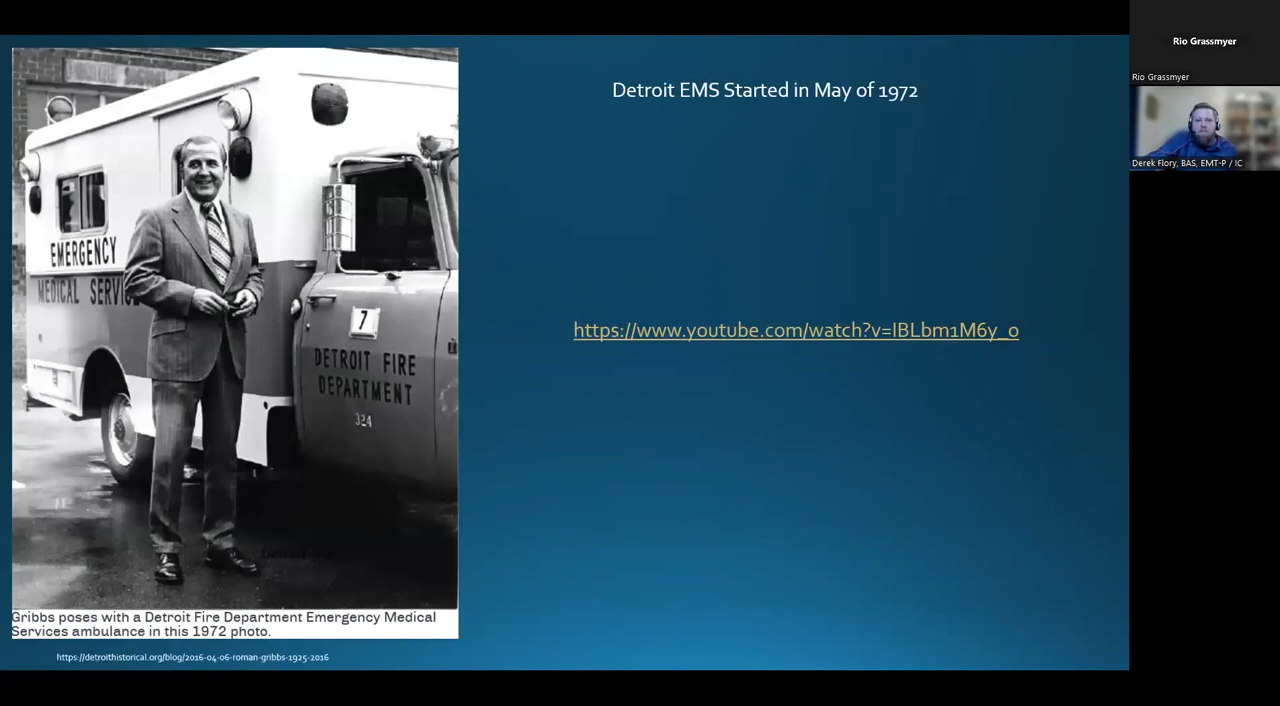 Detroit EMS Started in May of 1972
https://www.youtube.com/watch?v=IBLbm1M6y_o
EMERGENCY
MEDICAL SERVIC
7
DETROIT FIRE
DEPARTMENT
324
Gribbs poses with a Detroit Fire Department Emergency Medical
Services ambulance in this 1972 photo.
https://detroithistorical.org/blog/2016-04-06-roman-gribbs-1925-2016
Rio Grassmyer
Rio Grassmyer
Derek Flory, BAS, EMT-P / IC